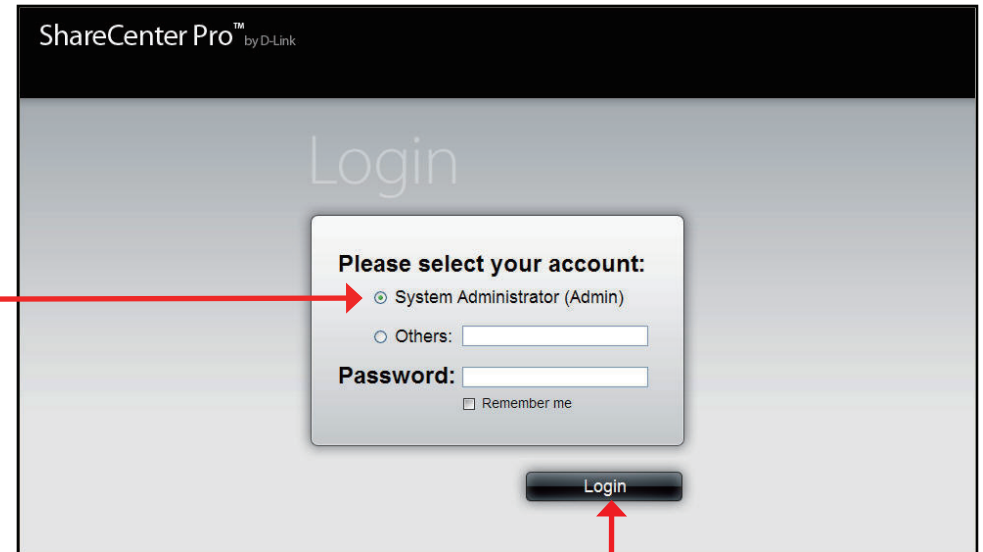 ShareCenter Pro™ by D-Link
Login
Please select your account:
System Administrator (Admin)
Others:
Password:
Remember me
Login